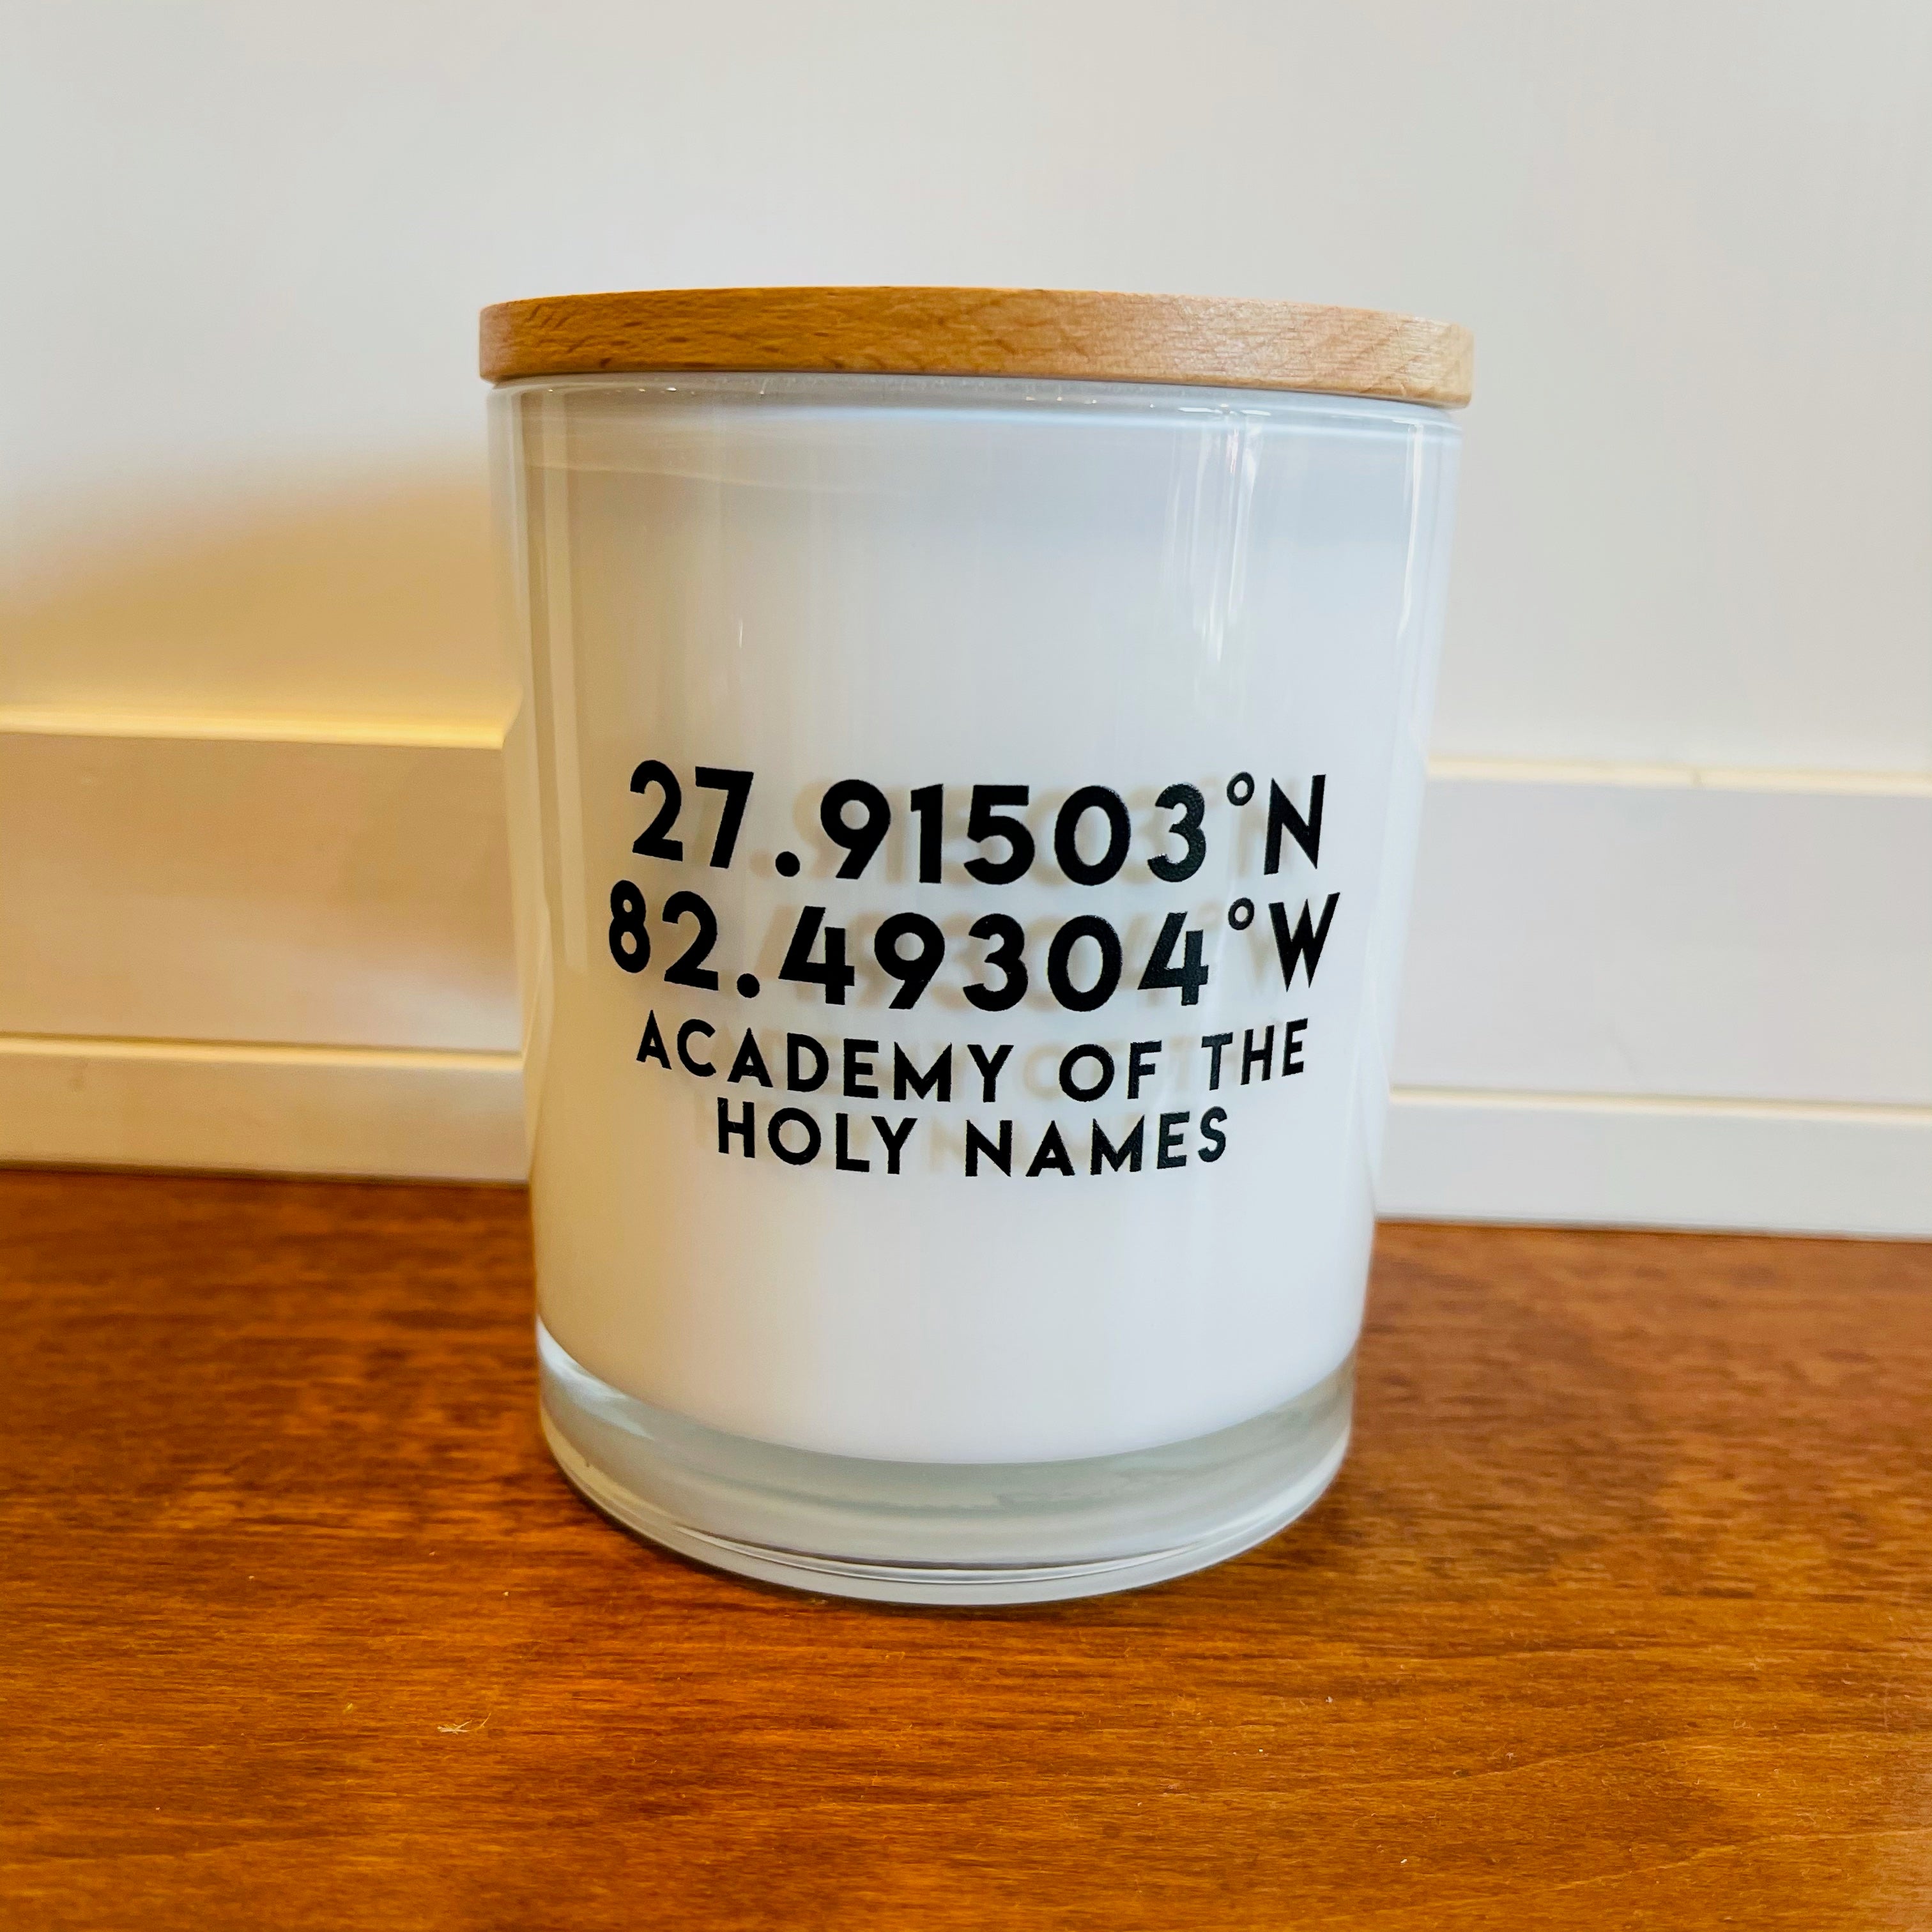 27.91503°N
82.49304°W
ACADEMY OF THE
HOLY NAMES